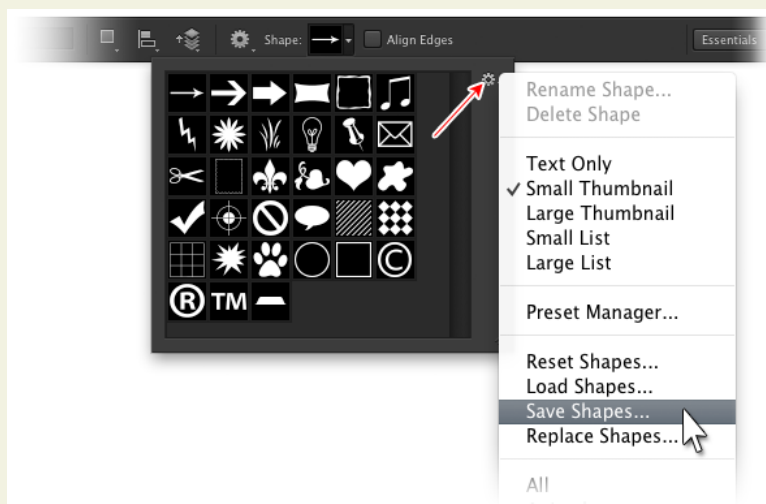 Shape:
Align Edges
Essentials
Rename Shape...
Delete Shape
Text Only
Small Thumbnail
Large Thumbnail
Small List
Large List
Preset Manager...
Reset Shapes...
Load Shapes...
Save Shapes...
Replace Shapes...
All
©
® TM